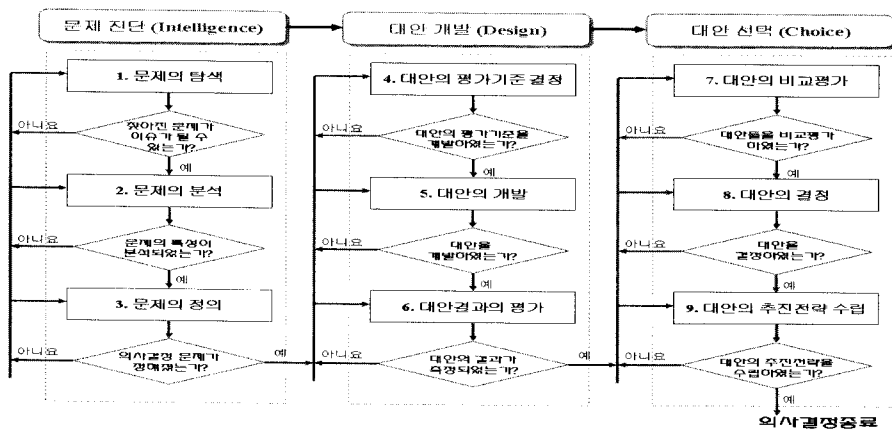 문제 진단 (Intelligence)
1. 문제의 탐색
아니요
찾아진 문제가
이슈가 될 수
있는가?
예
2. 문제의 분석
아니요
문제의 특성이
분석되었는가?
예
3. 문제의 정의
아니요
의사결정 문제가
정해졌는가?
예
대안 개발 (Design)
4. 대안의 평가기준 결정
아니요
대안의 평가기준을
개발하였는가?
예
5. 대안의 개발
아니요
대안을
개발하였는가?
예
6. 대안결과의 평가
아니요
대안의 결과가
측정되었는가?
예
대안 선택 (Choice)
7. 대안의 비교평가
아니요
대안들을 비교평가
하였는가?
예
8. 대안의 결정
아니요
대안을
결정하였는가?
예
9. 대안의 추진전략 수립
아니요
대안의 추진전략을
수립하였는가?
예
의사결정종료